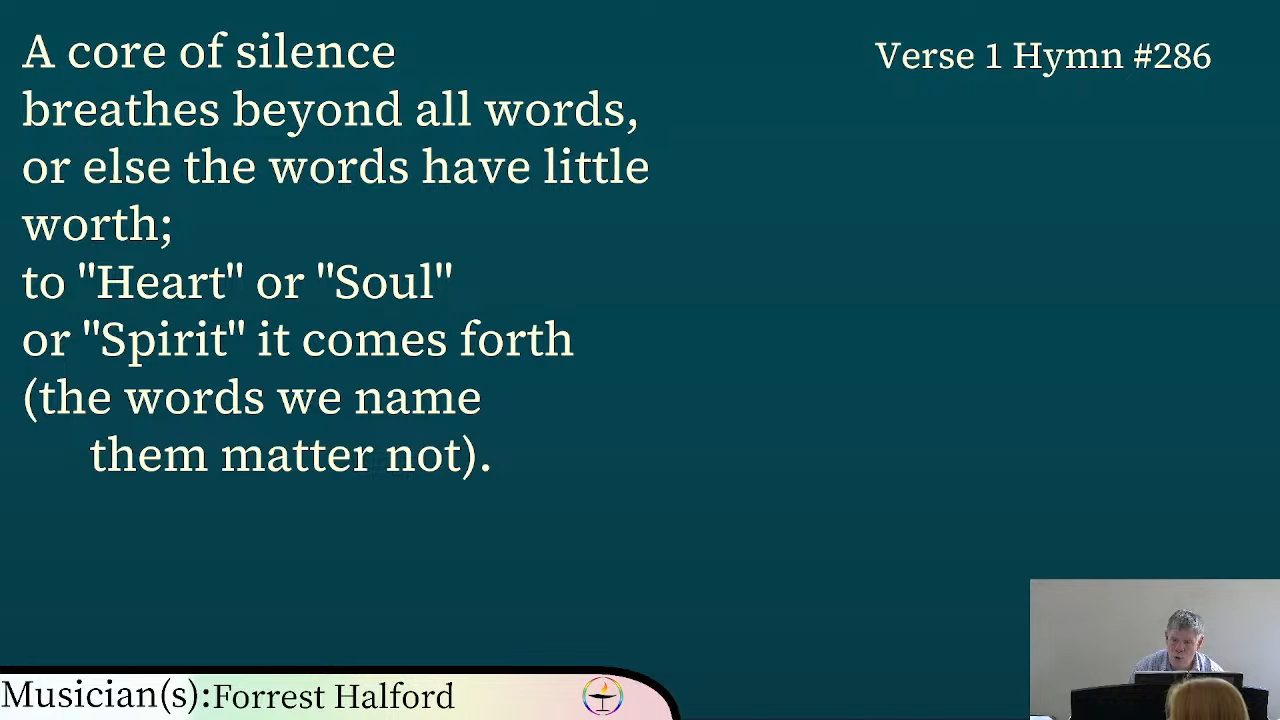 A core of silence
breathes beyond all words,
or else the words have little
worth;
to "Heart" or "Soul"
or "Spirit" it comes forth
(the words we name
them matter not).
Verse 1 Hymn #286
Musician(s):Forrest Halford